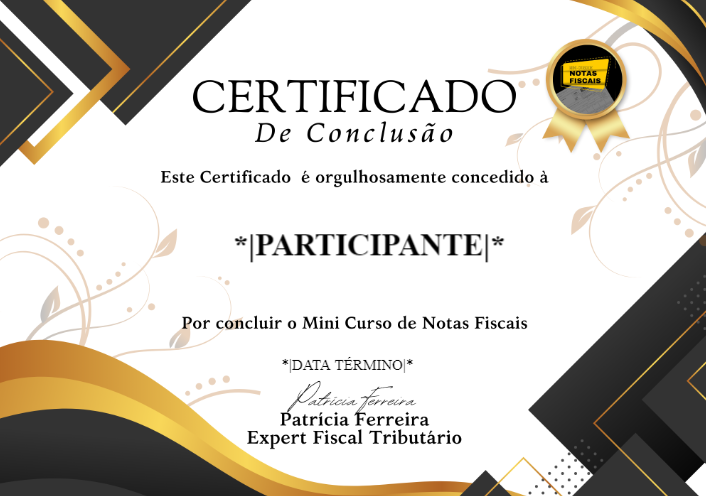 CERTIFICADO
De Conclusão
NOTAS
FISCAIS
Este Certificado  é orgulhosamente concedido à
*|PARTICIPANTE|*
Por concluir o Mini Curso de Notas Fiscais
*|DATA TÉRMINO|*
Patrícia Ferreira
Patrícia Ferreira
Expert Fiscal Tributário